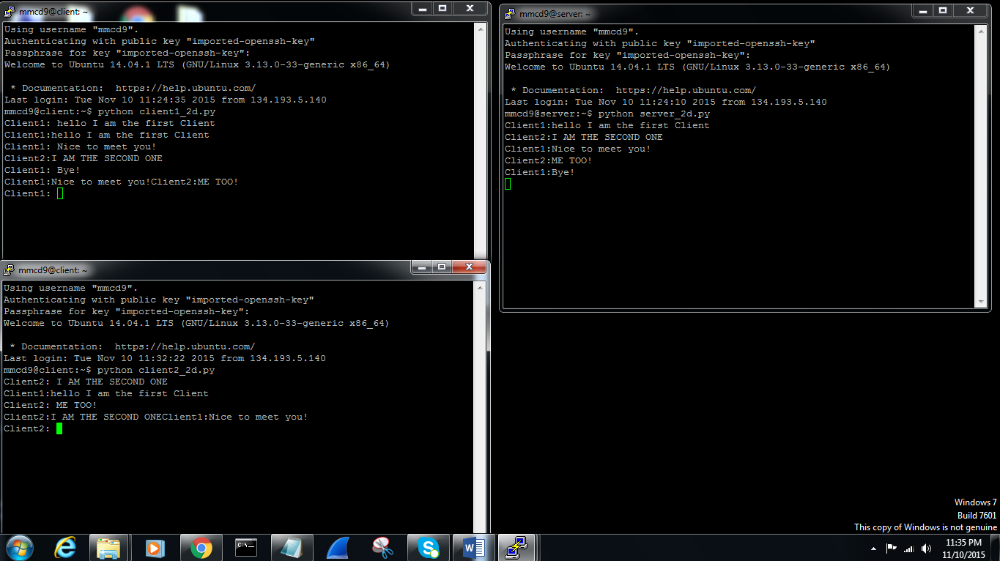 mmcd9@client: ~
Using username "mmcd9".
Authenticating with public key "imported-openssh-key"
Passphrase for key "imported-openssh-key":
Welcome to Ubuntu 14.04.1 LTS (GNU/Linux 3.13.0-33-generic x86_64)
 * Documentation:  https://help.ubuntu.com/
Last login: Tue Nov 10 11:24:35 2015 from 134.193.5.140
mmcd9@client:~$ python client1_2d.py
Client1: hello I am the first Client
Client1:hello I am the first Client
Client1: Nice to meet you!
Client2:I AM THE SECOND ONE
Client1: Bye!
Client1:Nice to meet you!Client2:ME TOO!
Client1:
mmcd9@server: ~
Using username "mmcd9".
Authenticating with public key "imported-openssh-key"
Passphrase for key "imported-openssh-key":
Welcome to Ubuntu 14.04.1 LTS (GNU/Linux 3.13.0-33-generic x86_64)
 * Documentation:  https://help.ubuntu.com/
Last login: Tue Nov 10 11:24:10 2015 from 134.193.5.140
mmcd9@server:~$ python server_2d.py
Client1:hello I am the first Client
Client2:I AM THE SECOND ONE
Client1:Nice to meet you!
Client2:ME TOO!
Client1:Bye!
mmcd9@client: ~
Using username "mmcd9".
Authenticating with public key "imported-openssh-key"
Passphrase for key "imported-openssh-key":
Welcome to Ubuntu 14.04.1 LTS (GNU/Linux 3.13.0-33-generic x86_64)
 * Documentation:  https://help.ubuntu.com/
Last login: Tue Nov 10 11:32:22 2015 from 134.193.5.140
mmcd9@client:~$ python client2_2d.py
Client2: I AM THE SECOND ONE
Client1:hello I am the first Client
Client2: ME TOO!
Client2:I AM THE SECOND ONEClient1:Nice to meet you!
Client2:
Windows 7
Build 7601
This copy of Windows is not genuine
C:\
11:35 PM
11/10/2015